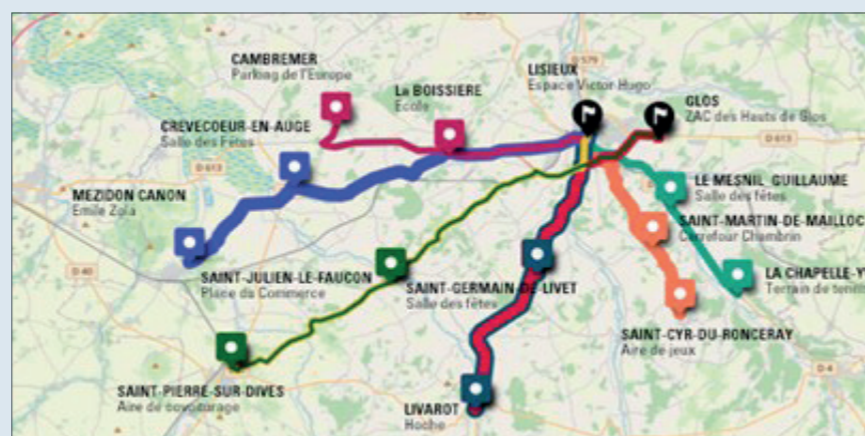 CAMBREMER
Parking de l'Europe
La BOISSIERE
Ecole
LISIEUX
Espace Victor Hugo
D 579
GLOS
ZAC des Hauts de Glos
D 613
CREVECOEUR-EN-AUGE
Salle des Fêtes
D 613
MEZIDON CANON
Emile Zola
LE MESNIL GUILLAUME
Salle des fêtes
SAINT-MARTIN-DE-MAILLOC
Carrefour Chambrin
D 40
SAINT-JULIEN-LE-FAUCON
Place du Commerce
SAINT-GERMAIN-DE-LIVET
Salle des fêtes
LA CHAPELLE-Y
Terrain de tennis
SAINT-CYR-DU-RONCERAY
Aire de jeux
D 4
SAINT-PIERRE-SUR-DIVES
Aire de covoiturage
LIVAROT
Hoche